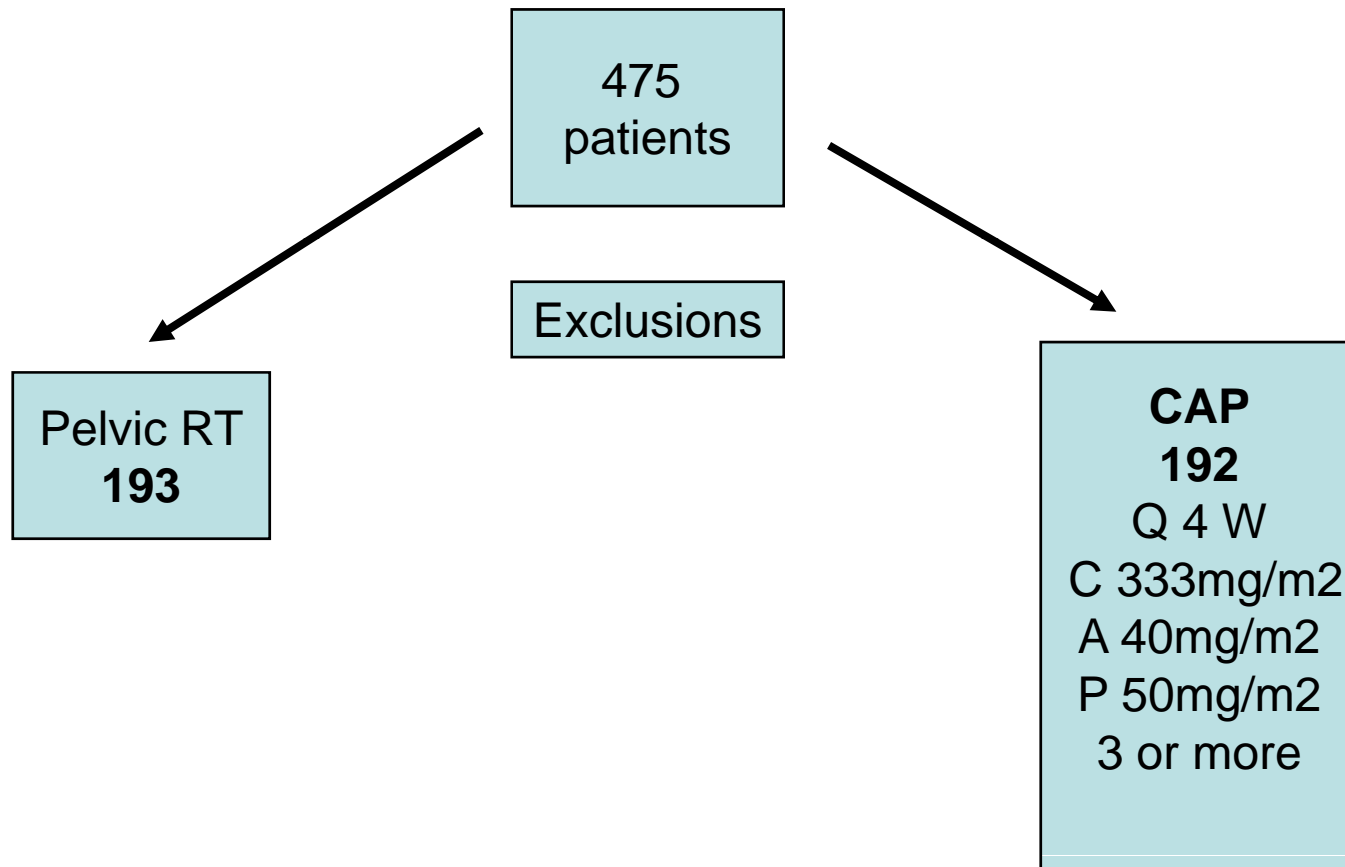 475
patients
Exclusions
Pelvic RT
193
CAP
192
Q 4 W
C 333mg/m2
A 40mg/m2
P 50mg/m2
3 or more